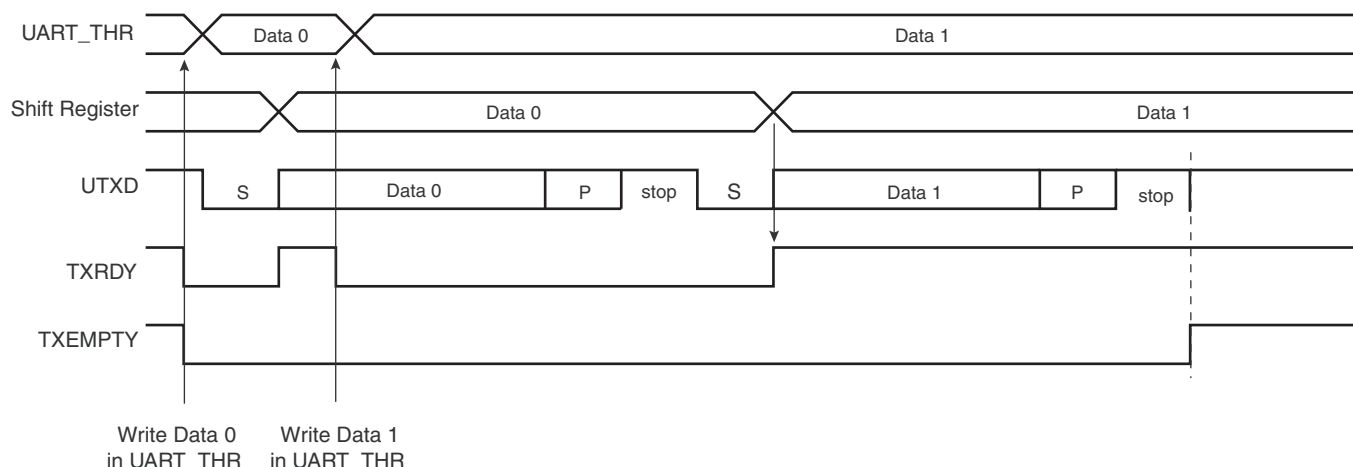 UART_THR Data 0 Data 1
Shift Register Data 0 Data 1
UTXD S Data 0 P stop S Data 1 P stop
TXRDY
TXEMPTY
Write Data 0 Write Data 1
in UART_THR in UART_THR